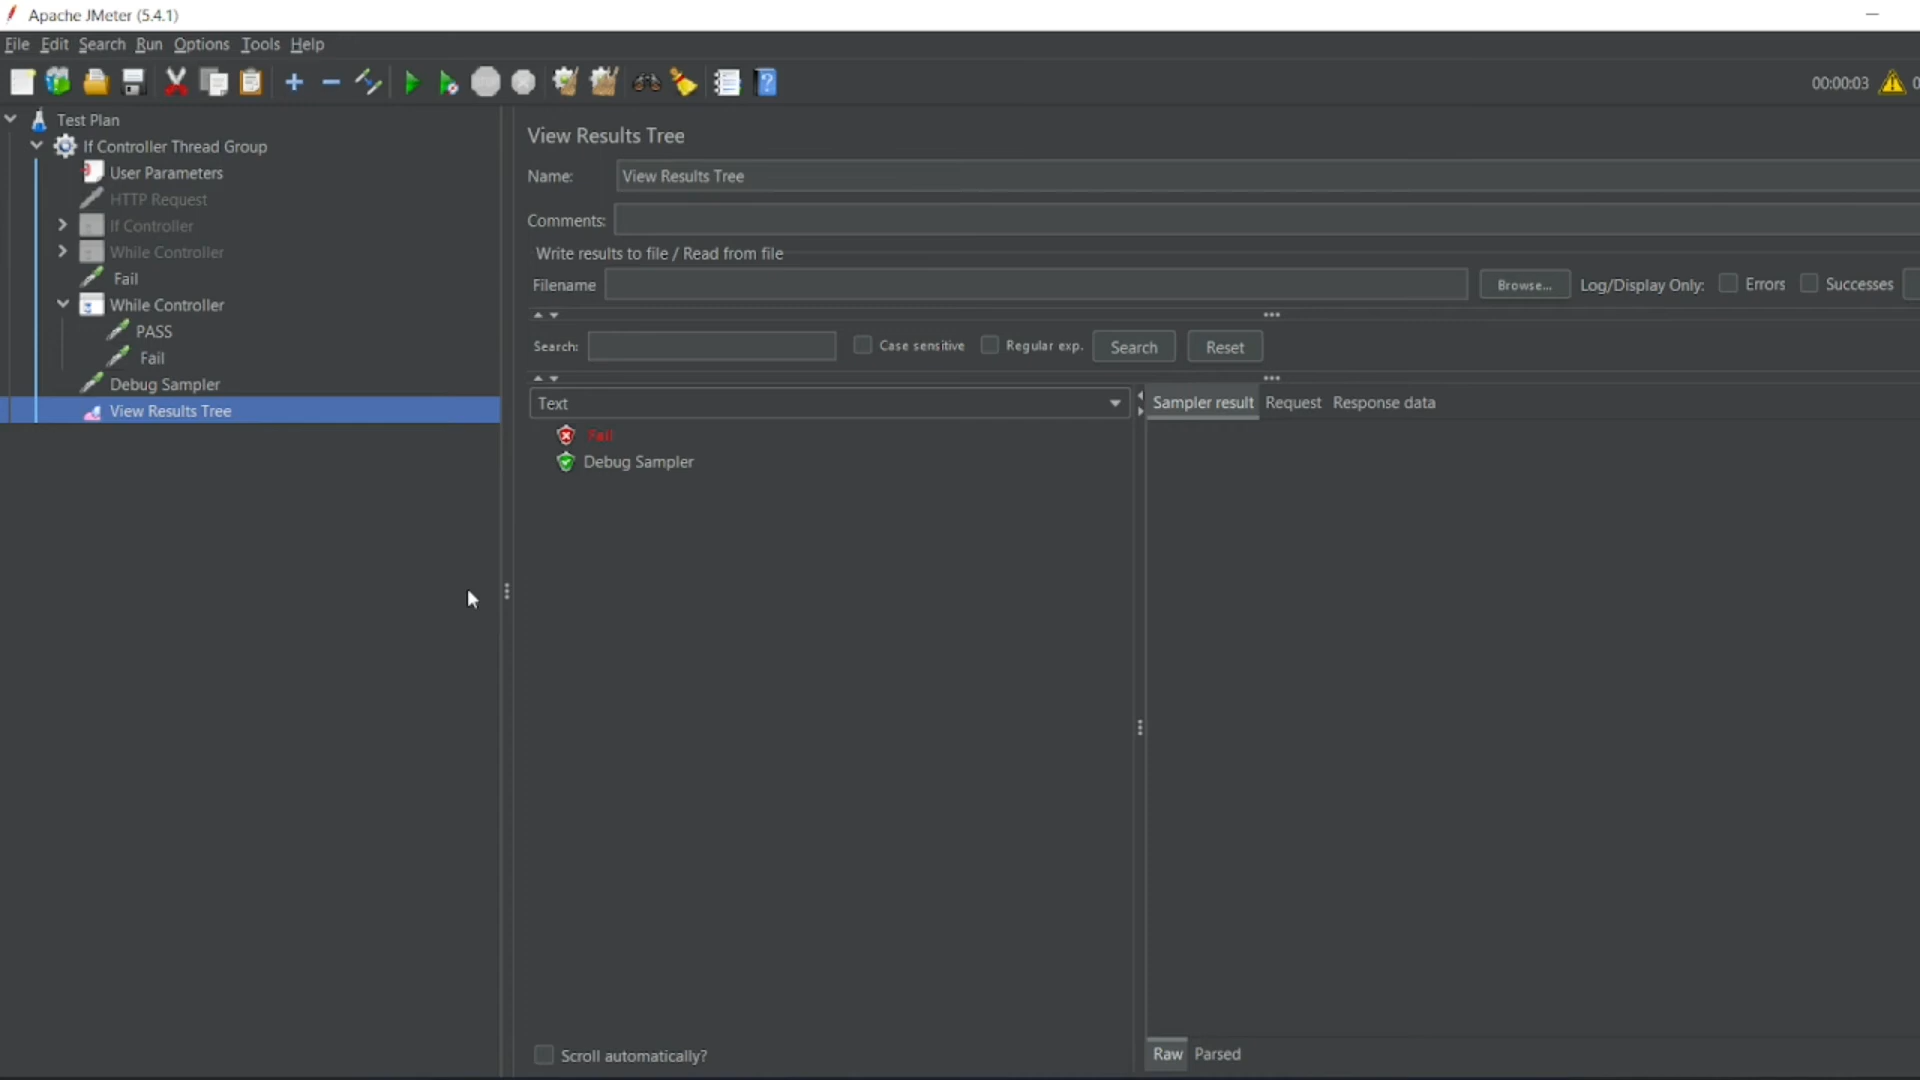 Apache JMeter (5.4.1)
File Edit Search Run Options Tools Help
00:00:03
Test Plan
If Controller Thread Group
User Parameters
HTTP Request
If Controller
While Controller
Fail
While Controller
PASS
Fail
Debug Sampler
View Results Tree
View Results Tree
Name: View Results Tree
Comments:
Write results to file / Read from file
Filename Browse... Log/Display Only: Errors Successes
Search: Case sensitive Regular exp. Search Reset
Text
Fail
Debug Sampler
Scroll automatically?
Sampler result Request Response data
Raw Parsed